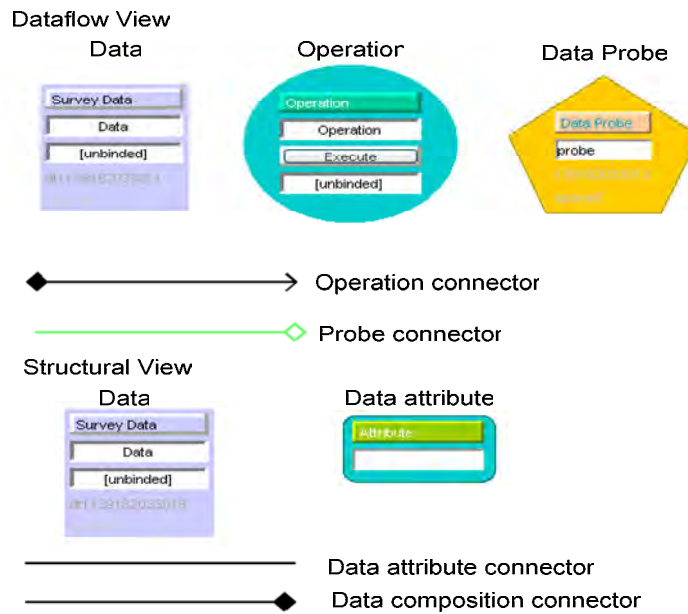 Dataflow View
Data
Operation
Data Probe
Survey Data
Data
[unbinded]
Operation
Operation
Execute
[unbinded]
Data Probe
probe
Operation connector
Probe connector
Structural View
Data
Data attribute
Survey Data
Data
[unbinded]
Attribute
Data attribute connector
Data composition connector